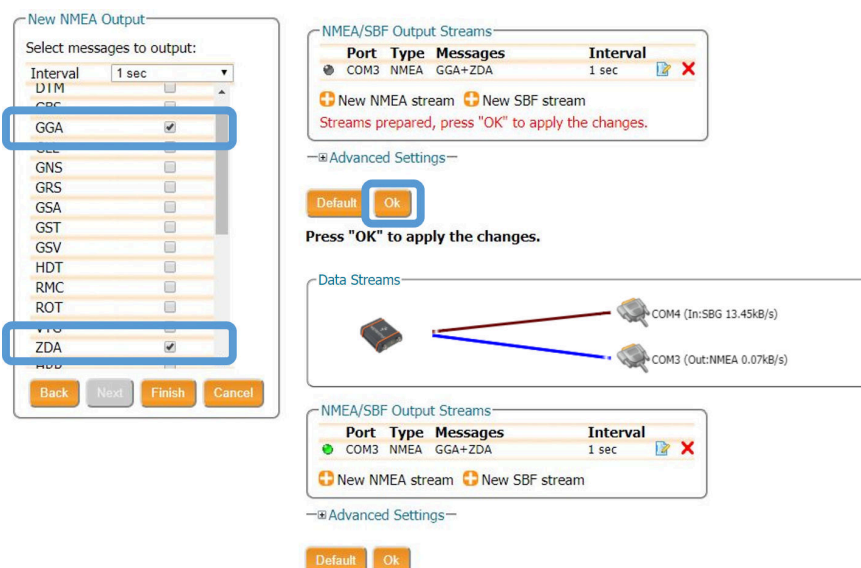 New NMEA Output
Select messages to output:
Interval 1 sec
DTM
GGA
GNS
GRS
GSA
GST
GSV
HDT
RMC
ROT
ZDA
Back Next Finish Cancel
NMEA/SBF Output Streams
Port Type Messages Interval
COM3 NMEA GGA+ZDA 1 sec
New NMEA stream New SBF stream
Streams prepared, press "OK" to apply the changes.
Advanced Settings
Default Ok
Press "OK" to apply the changes.
Data Streams
COM4 (In:SBG 13.45kB/s)
COM3 (Out:NMEA 0.07kB/s)
NMEA/SBF Output Streams
Port Type Messages Interval
COM3 NMEA GGA+ZDA 1 sec
New NMEA stream New SBF stream
Advanced Settings
Default Ok